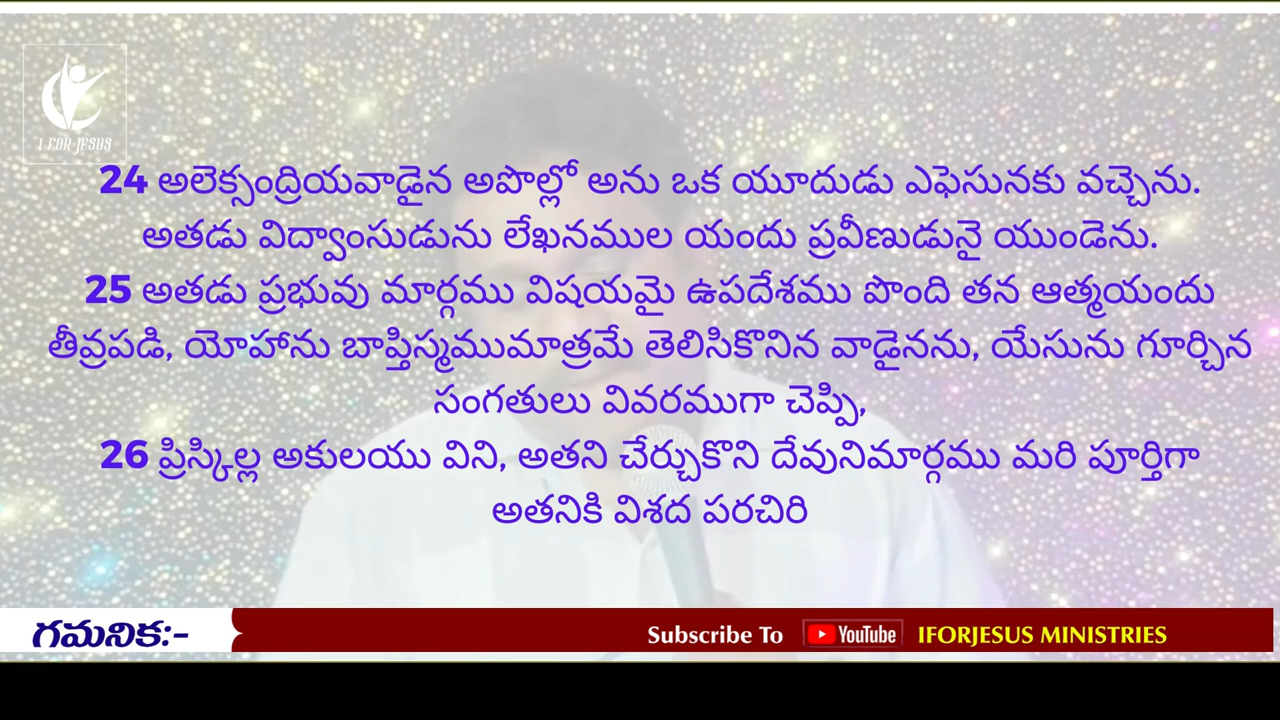 I FOR JESUS
24 అలెక్సంద్రియవాడైన అపొల్లో అను ఒక యూదుడు ఎఫెసునకు వచ్చెను.
అతడు విద్వాంసుడును లేఖనముల యందు ప్రవీణుడునై యుండెను.
25 అతడు ప్రభువు మార్గము విషయమై ఉపదేశము పొంది తన ఆత్మయందు
తీవ్రపడి, యోహాను బాప్తిస్మముమాత్రమే తెలిసికొనిన వాడైనను, యేసును గూర్చిన
సంగతులు వివరముగా చెప్పి,
26 ప్రిస్కిల్ల అకులయు విని, అతని చేర్చుకొని దేవునిమార్గము మరి పూర్తిగా
అతనికి విశద పరచిరి
గమనిక:- Subscribe To YouTube IFORJESUS MINISTRIES